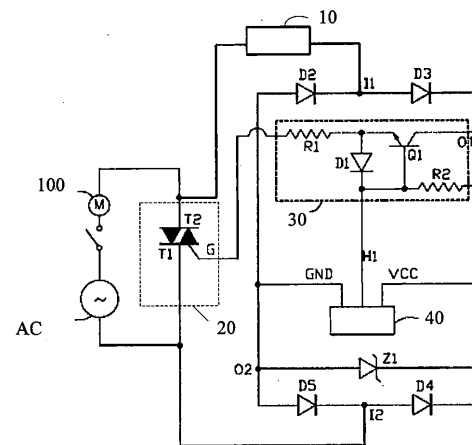 10
D2
I1
D3
R1
Q1
O1
D1
R2
30
100
M
T2
T1
G
H1
GND
VCC
40
AC
~
20
O2
Z1
D5
I2
D4